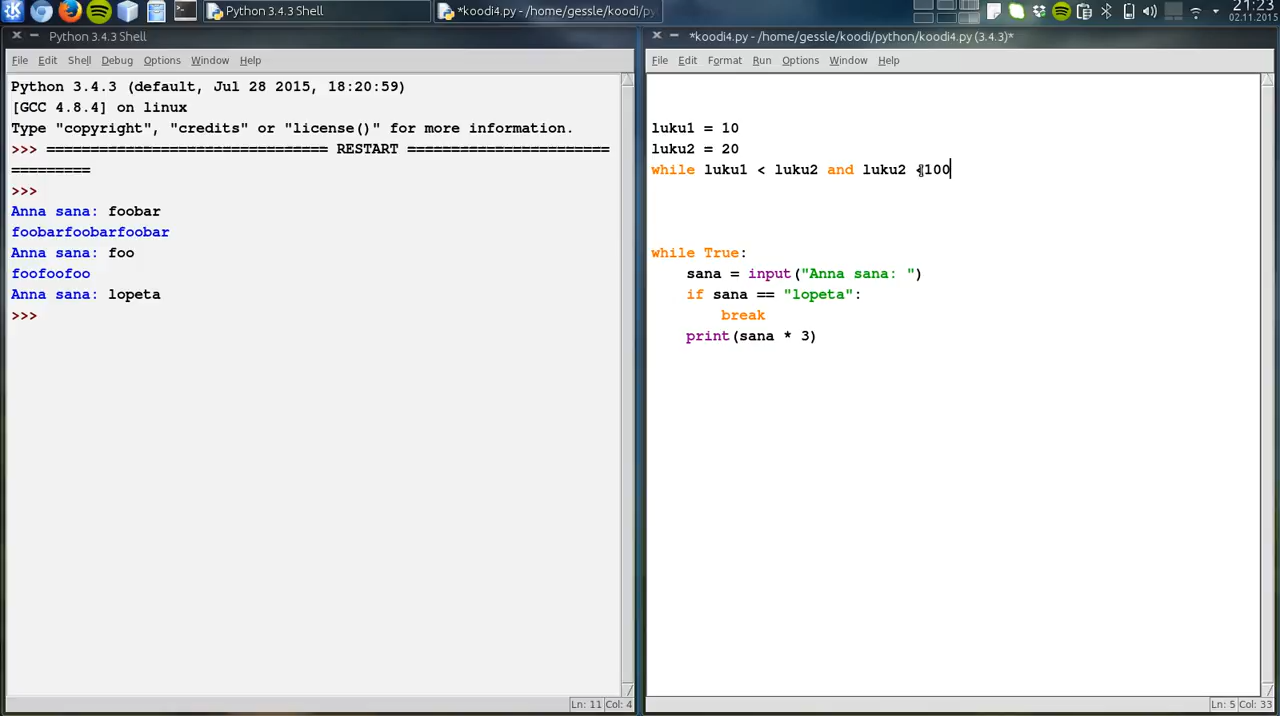 Python 3.4.3 Shell
*koodi4.py - /home/gessle/koodi/py
21:23
02.11.2015
Python 3.4.3 Shell
File Edit Shell Debug Options Window Help
Python 3.4.3 (default, Jul 28 2015, 18:20:59)
[GCC 4.8.4] on linux
Type "copyright", "credits" or "license()" for more information.
>>> ================================ RESTART =======================
=========
>>>
Anna sana: foobar
foobarfoobarfoobar
Anna sana: foo
foofoofoo
Anna sana: lopeta
>>>
Ln: 11 Col: 4
*koodi4.py - /home/gessle/koodi/python/koodi4.py (3.4.3)*
File Edit Format Run Options Window Help
luku1 = 10
luku2 = 20
while luku1 < luku2 and luku2 <100
while True:
    sana = input("Anna sana: ")
    if sana == "lopeta":
        break
    print(sana * 3)
Ln: 5 Col: 33